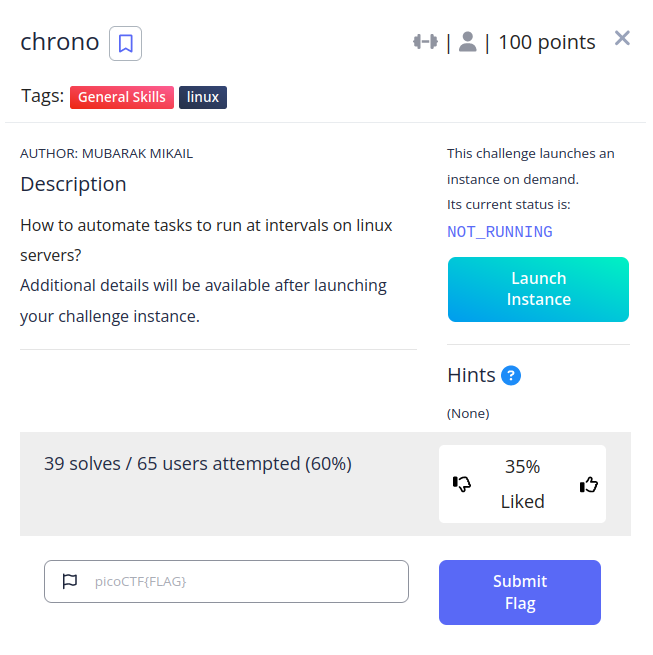 chrono
| | 100 points
Tags: General Skills linux
AUTHOR: MUBARAK MIKAIL
Description
How to automate tasks to run at intervals on linux
servers?
Additional details will be available after launching
your challenge instance.
This challenge launches an
instance on demand.
Its current status is:
NOT_RUNNING
Launch
Instance
Hints ?
(None)
39 solves / 65 users attempted (60%)
35%
Liked
picoCTF{FLAG}
Submit
Flag